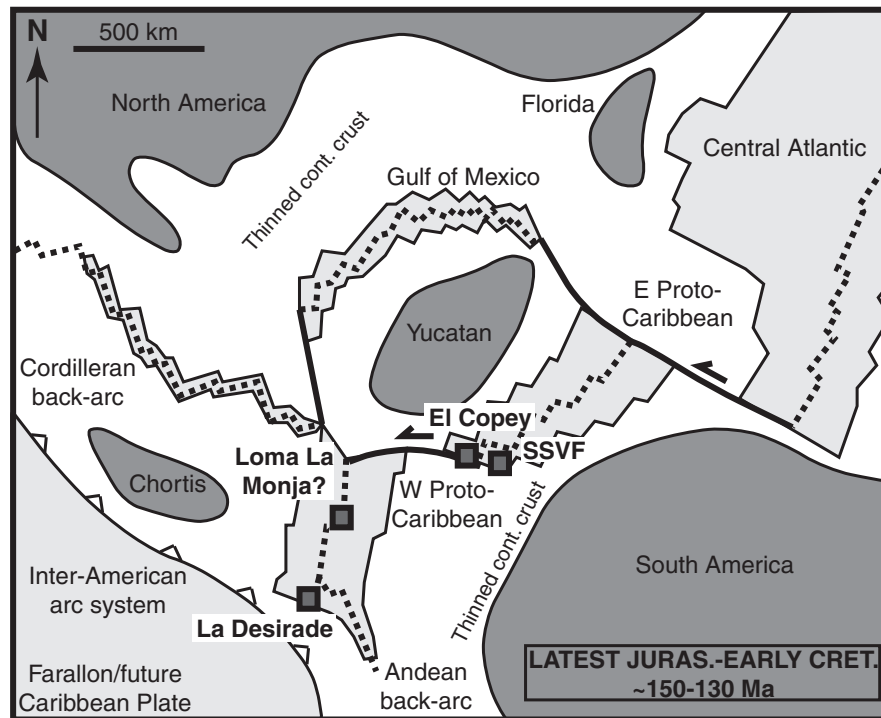 N
500 km
North America
Florida
Thinned cont. crust
Central Atlantic
Gulf of Mexico
E Proto-
Caribbean
Yucatan
Cordilleran
back-arc
El Copey
SSVF
Loma La
Monja?
Chortis
W Proto-
Caribbean
Thinned cont. crust
South America
Inter-American
arc system
La Desirade
Farallon/future
Caribbean Plate
Andean
back-arc
LATEST JURAS.-EARLY CRET.
~150-130 Ma